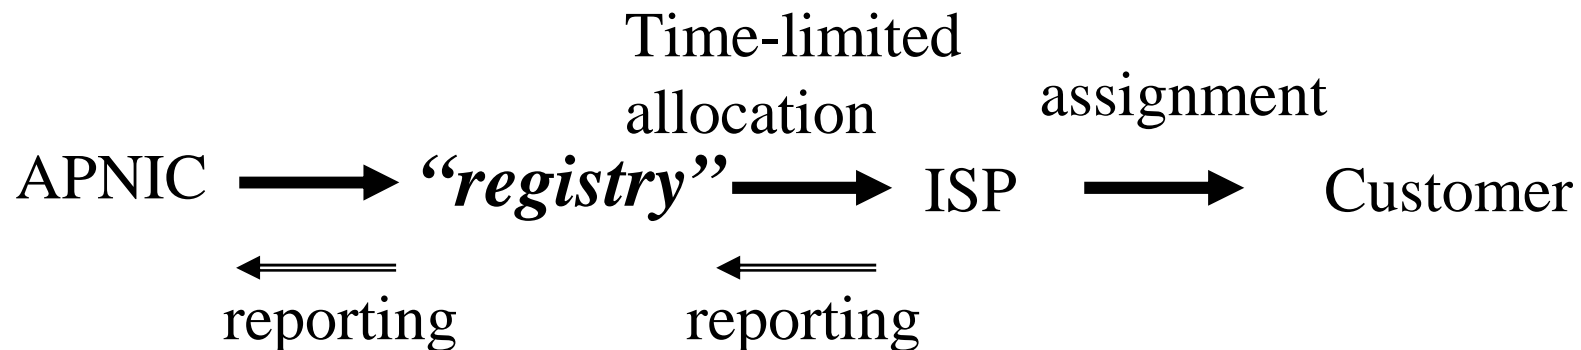 Time-limited
allocation
assignment
APNIC “registry” ISP Customer
reporting reporting